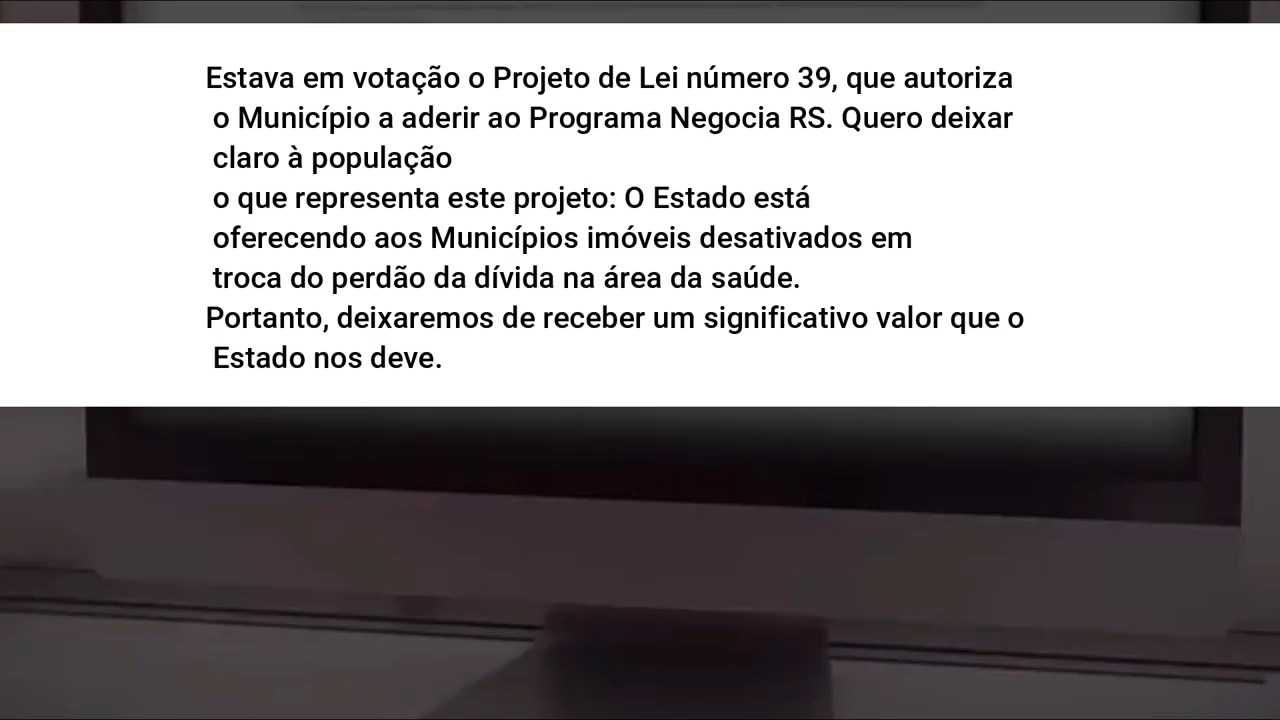 Estava em votação o Projeto de Lei número 39, que autoriza
o Município a aderir ao Programa Negocia RS. Quero deixar
claro à população
o que representa este projeto: O Estado está
oferecendo aos Municípios imóveis desativados em
troca do perdão da dívida na área da saúde.
Portanto, deixaremos de receber um significativo valor que o
Estado nos deve.